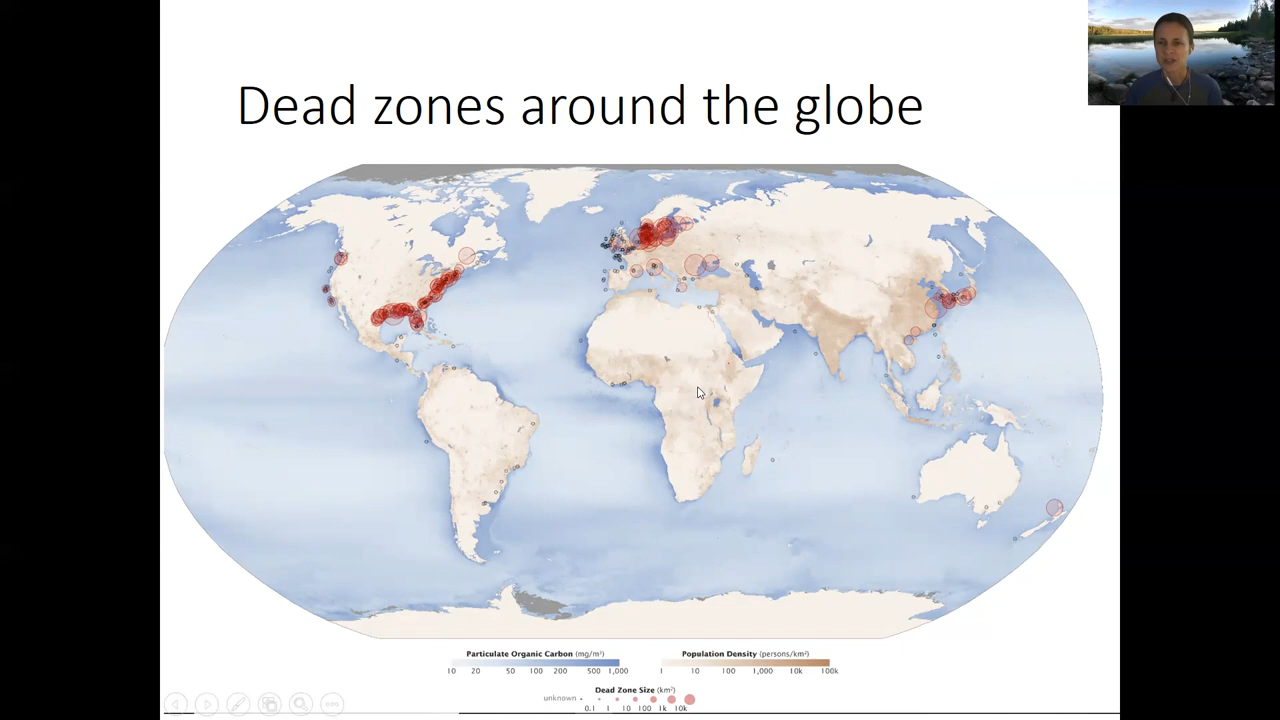 Dead zones around the globe
Particulate Organic Carbon (mg/m³)
10 20 50 100 200 500 1,000
Population Density (persons/km²)
1 10 100 1,000 10k 100k
Dead Zone Size (km²)
unknown
0.1 1 10 100 1k 10k